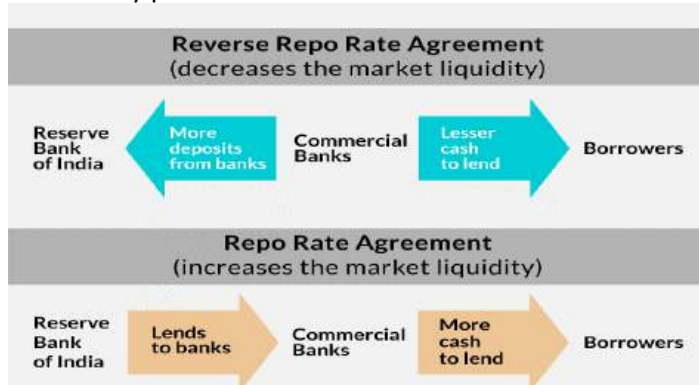 Reverse Repo Rate Agreement
(decreases the market liquidity)
Reserve
Bank
of India
More
deposits
from banks
Commercial
Banks
Lesser
cash
to lend
Borrowers
Repo Rate Agreement
(increases the market liquidity)
Reserve
Bank
of India
Lends
to banks
Commercial
Banks
More
cash
to lend
Borrowers